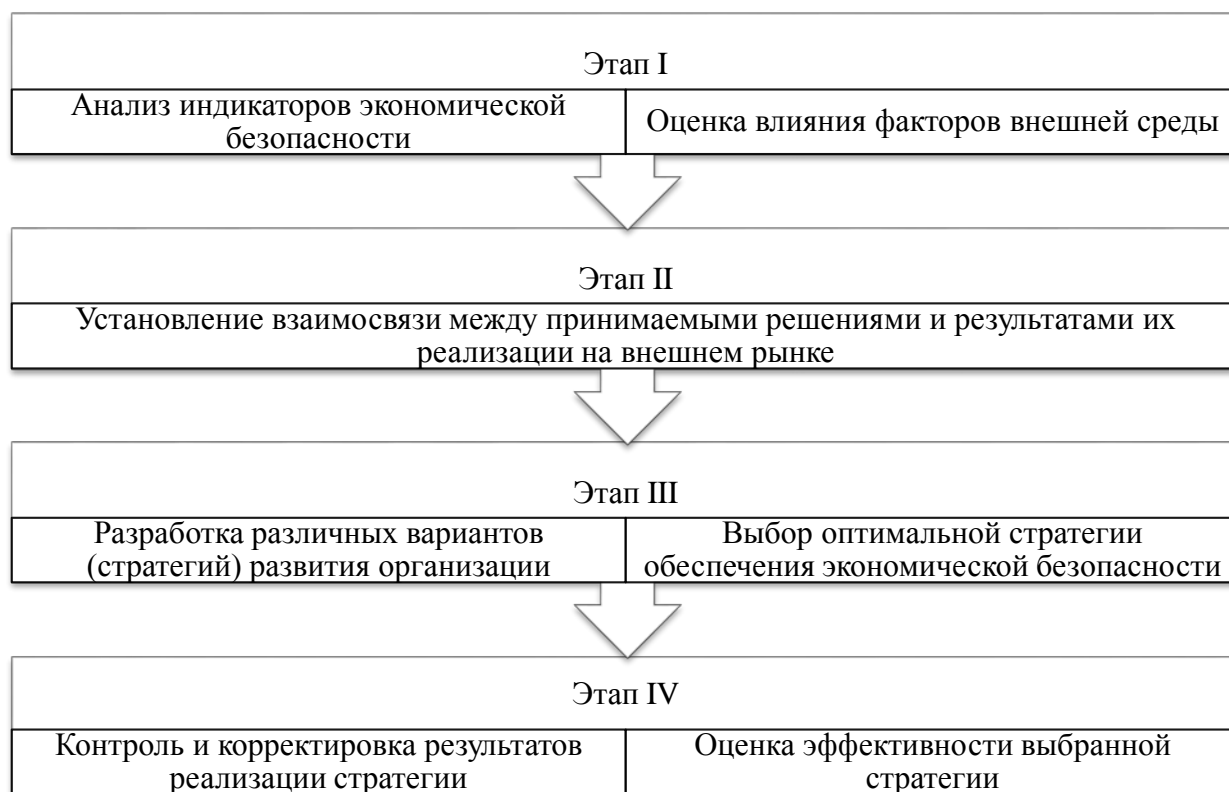 Этап I
Анализ индикаторов экономической
безопасности
Оценка влияния факторов внешней среды
Этап II
Установление взаимосвязи между принимаемыми решениями и результатами их
реализации на внешнем рынке
Этап III
Разработка различных вариантов
(стратегий) развития организации
Выбор оптимальной стратегии
обеспечения экономической безопасности
Этап IV
Контроль и корректировка результатов
реализации стратегии
Оценка эффективности выбранной
стратегии